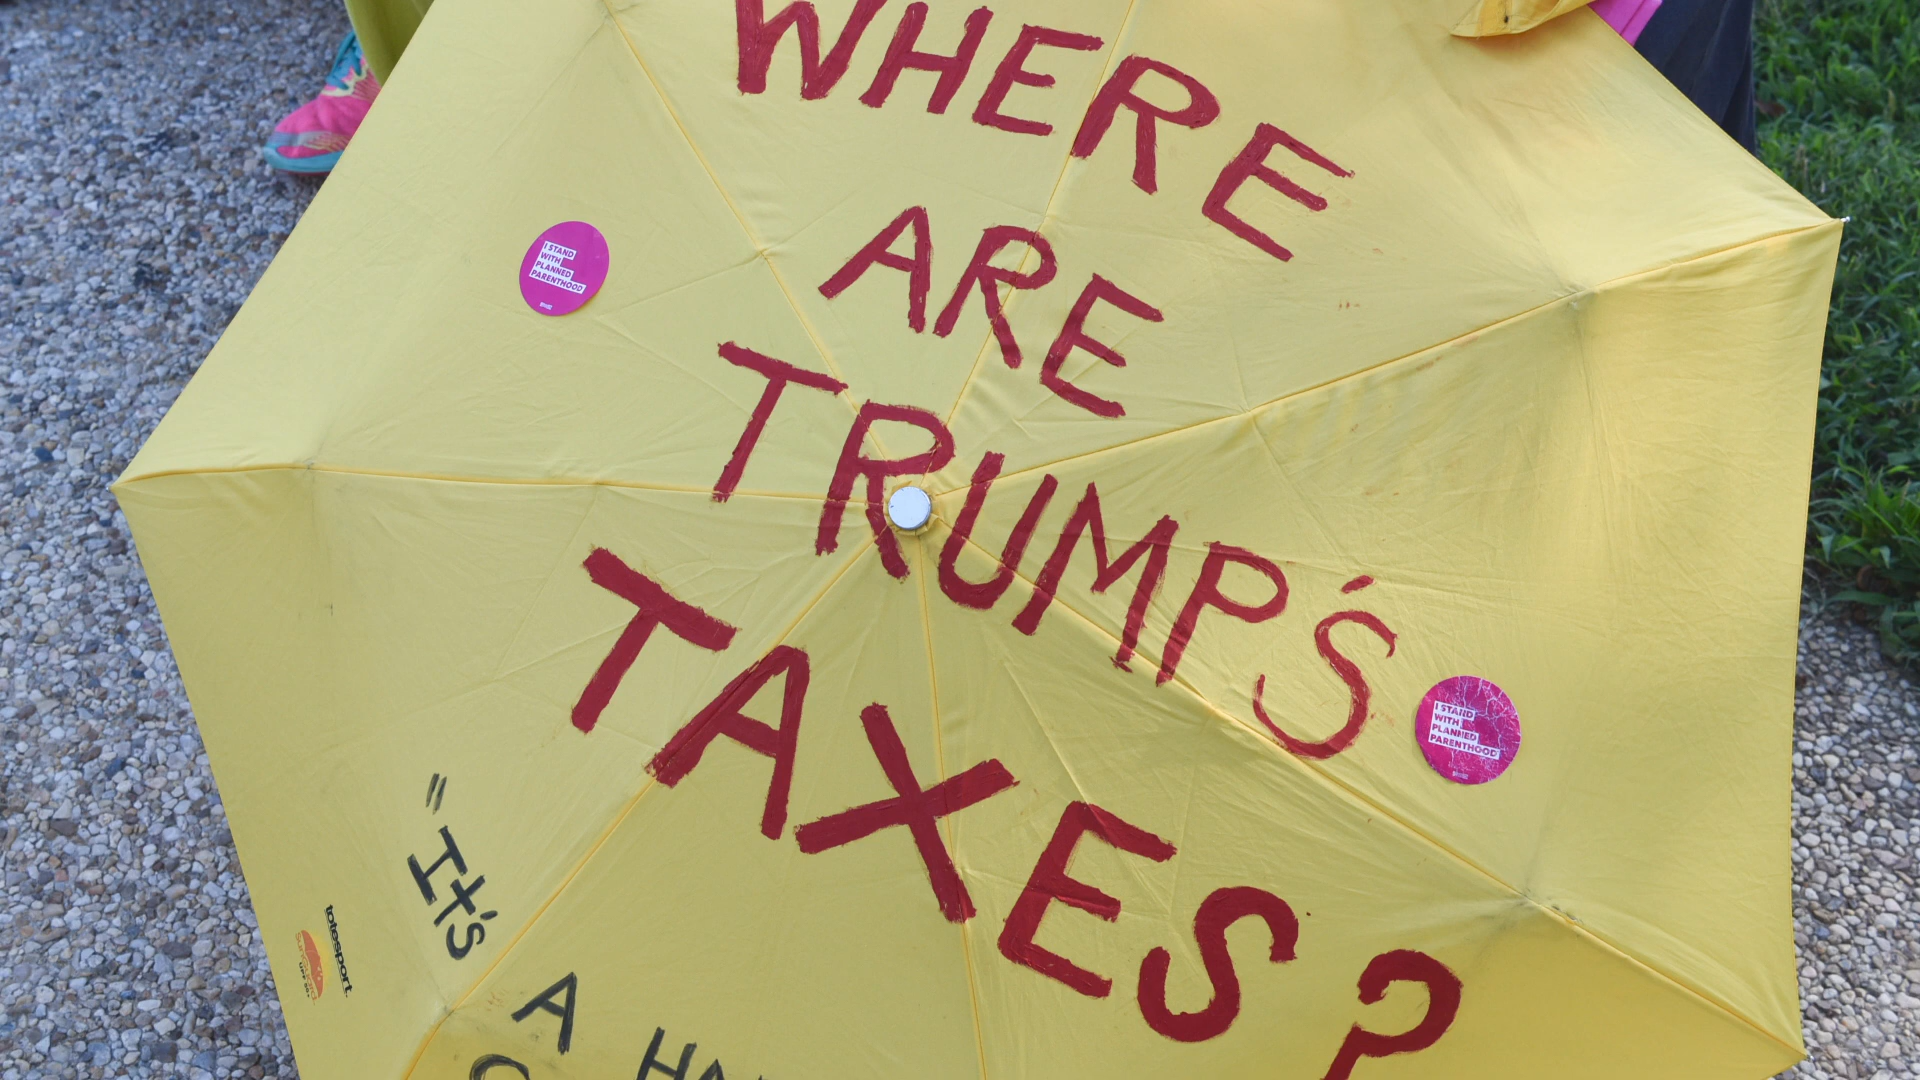 WHERE
ARE
TRUMP'S
TAXES?
I STAND
WITH
PLANNED
PARENTHOOD
I STAND
WITH
PLANNED
PARENTHOOD
"It's
A
totesport